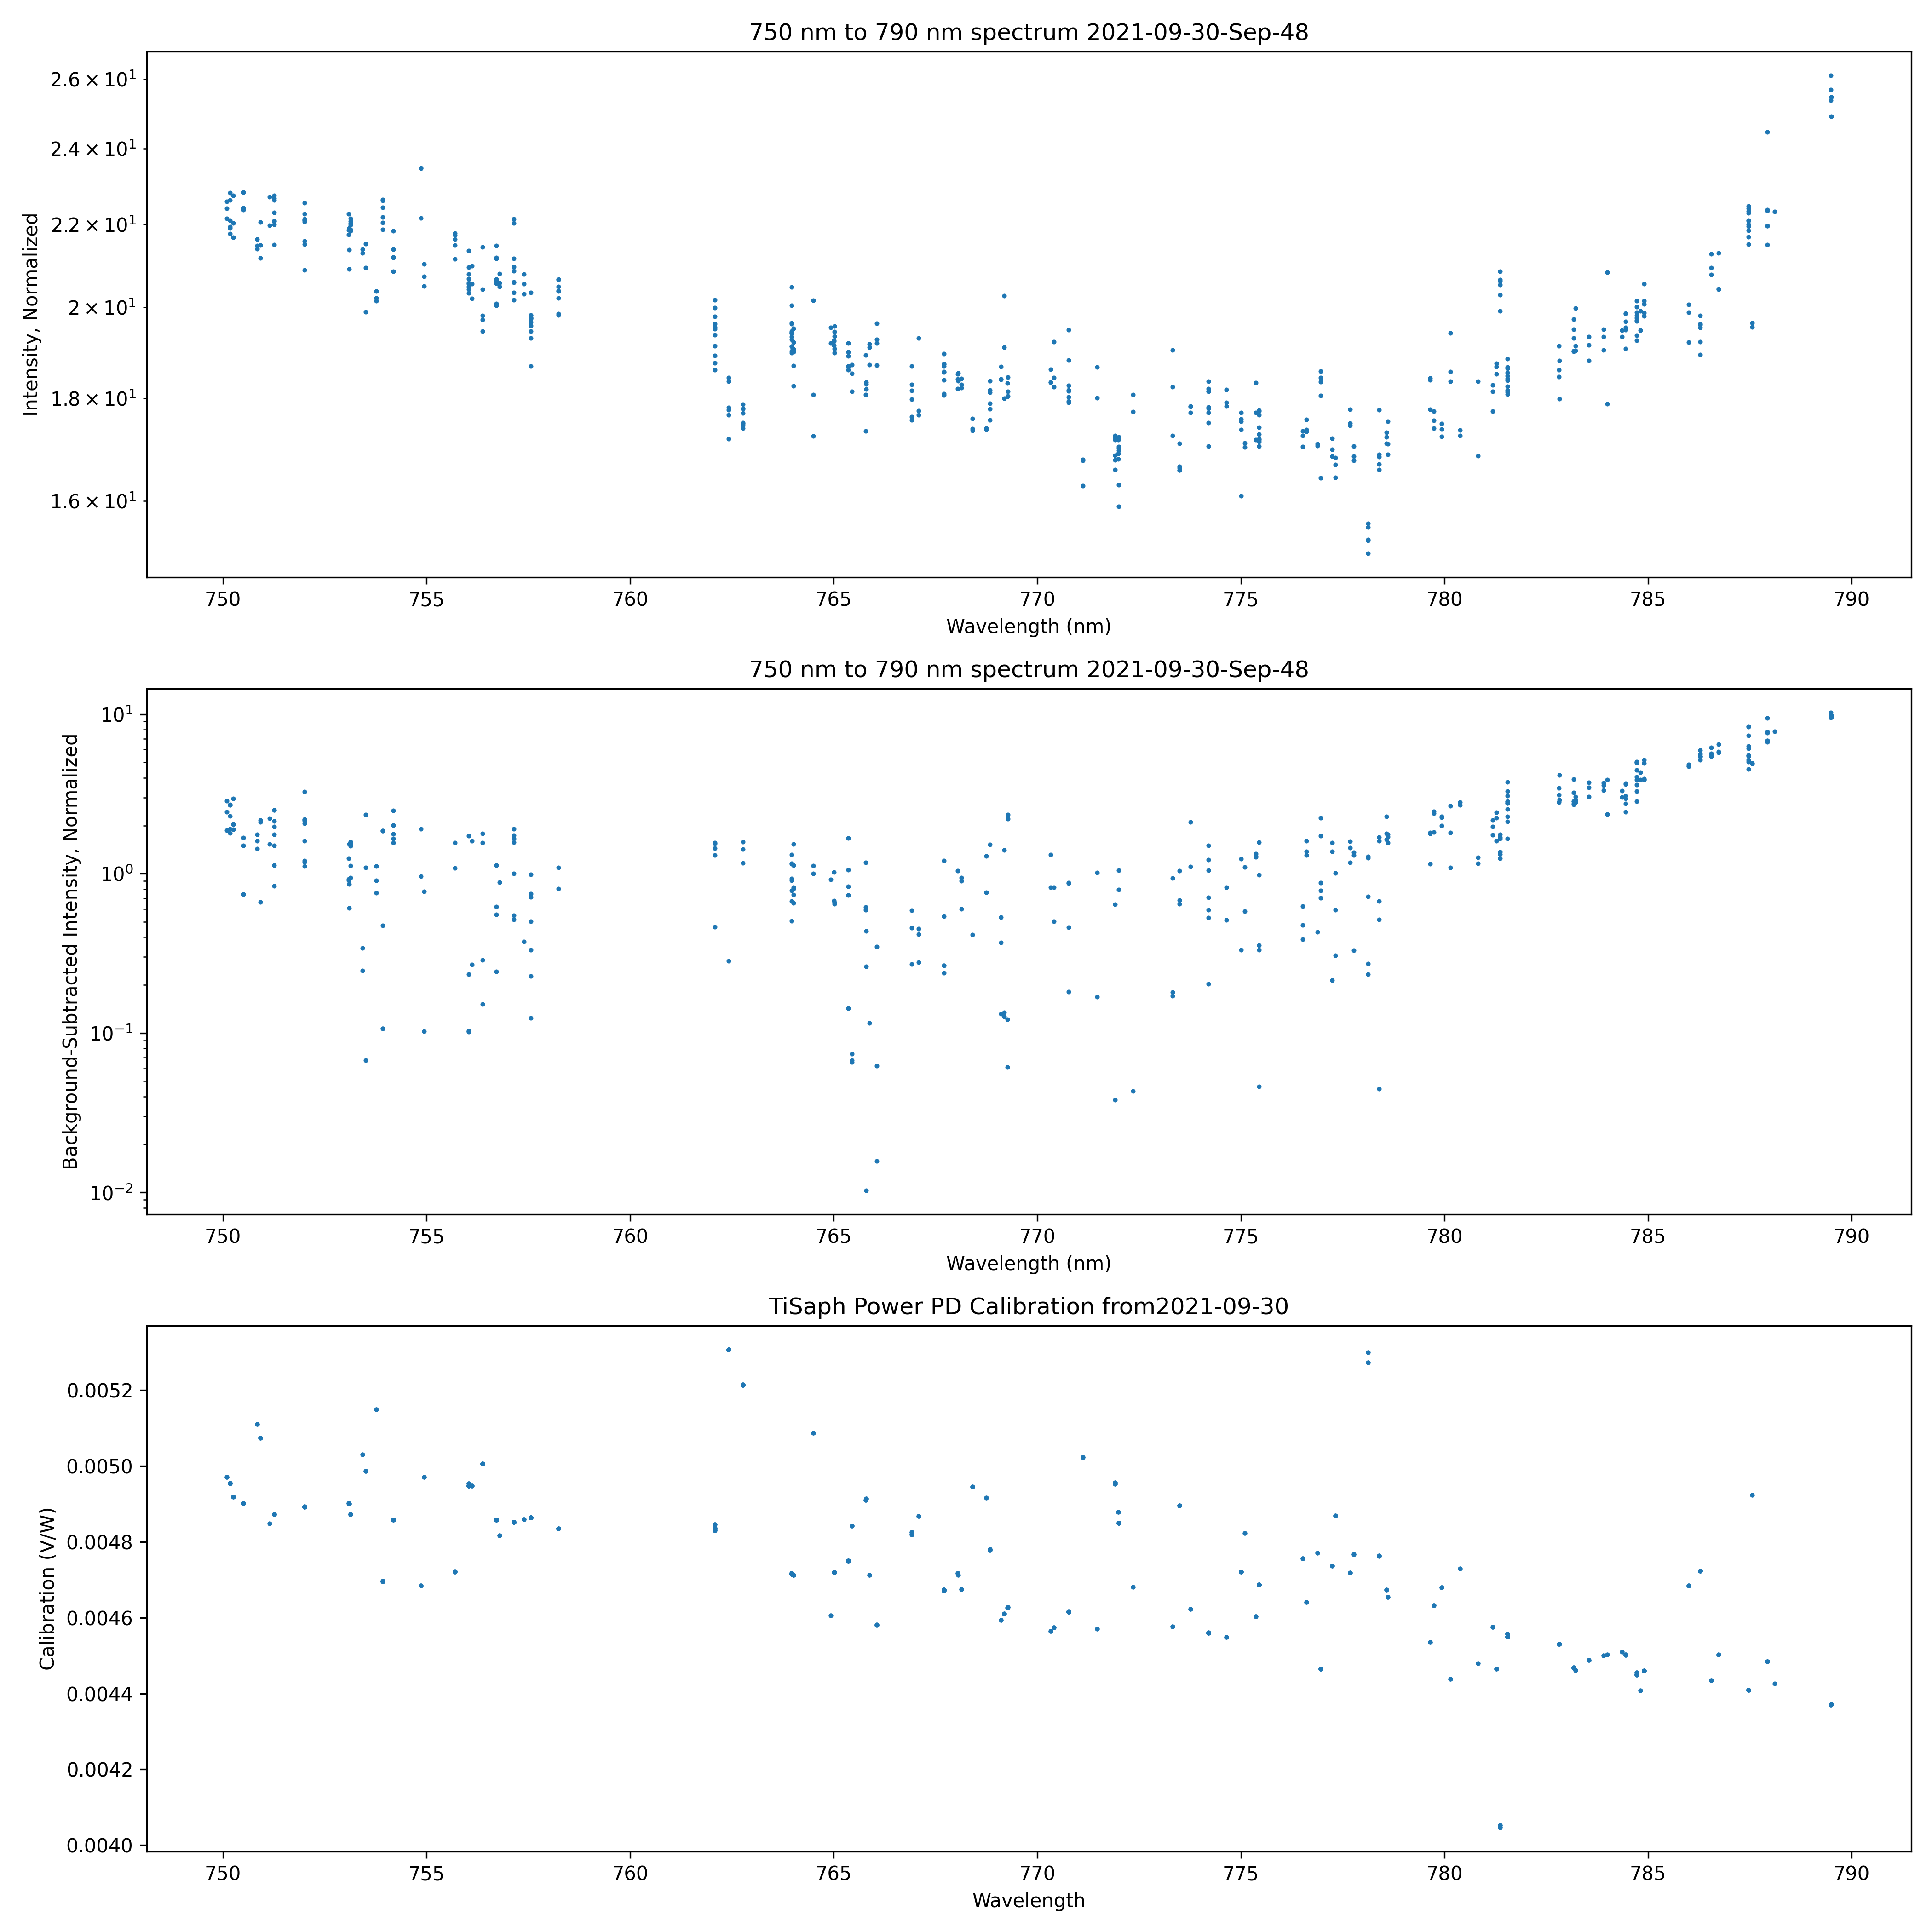 750 nm to 790 nm spectrum 2021-09-30-Sep-48
Intensity, Normalized
2.6 × 10¹
2.4 × 10¹
2.2 × 10¹
2 × 10¹
1.8 × 10¹
1.6 × 10¹
750 755 760 765 770 775 780 785 790
Wavelength (nm)
750 nm to 790 nm spectrum 2021-09-30-Sep-48
Background-Subtracted Intensity, Normalized
10¹
10⁰
10⁻¹
10⁻²
750 755 760 765 770 775 780 785 790
Wavelength (nm)
TiSaph Power PD Calibration from2021-09-30
Calibration (V/W)
0.0052
0.0050
0.0048
0.0046
0.0044
0.0042
0.0040
750 755 760 765 770 775 780 785 790
Wavelength